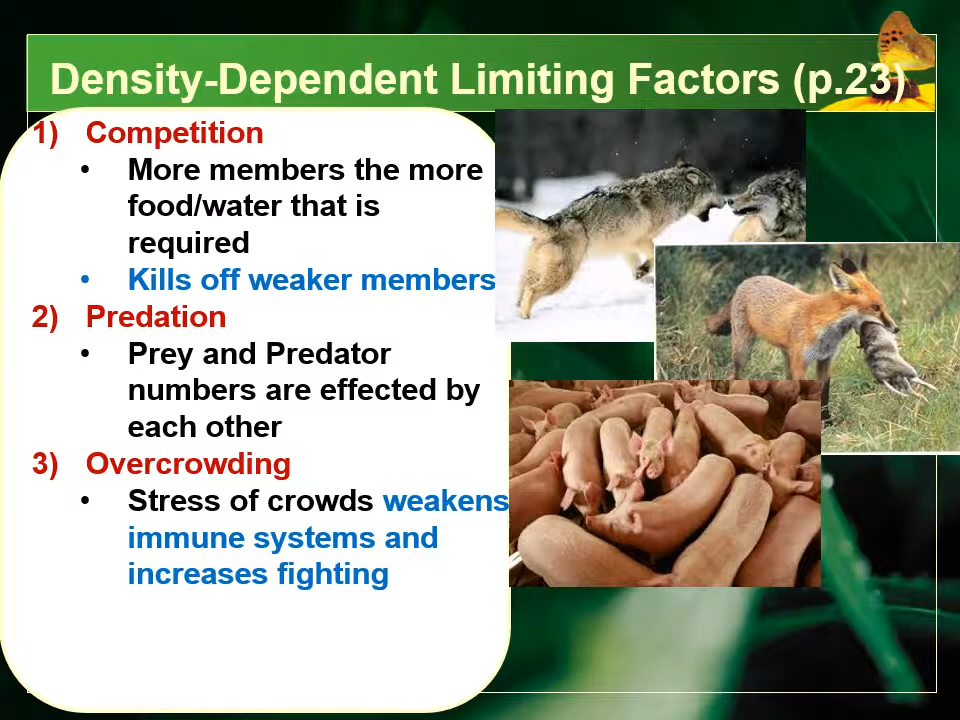 Density-Dependent Limiting Factors (p.23)
1) Competition
• More members the more
food/water that is
required
• Kills off weaker members
2) Predation
• Prey and Predator
numbers are effected by
each other
3) Overcrowding
• Stress of crowds weakens
immune systems and
increases fighting